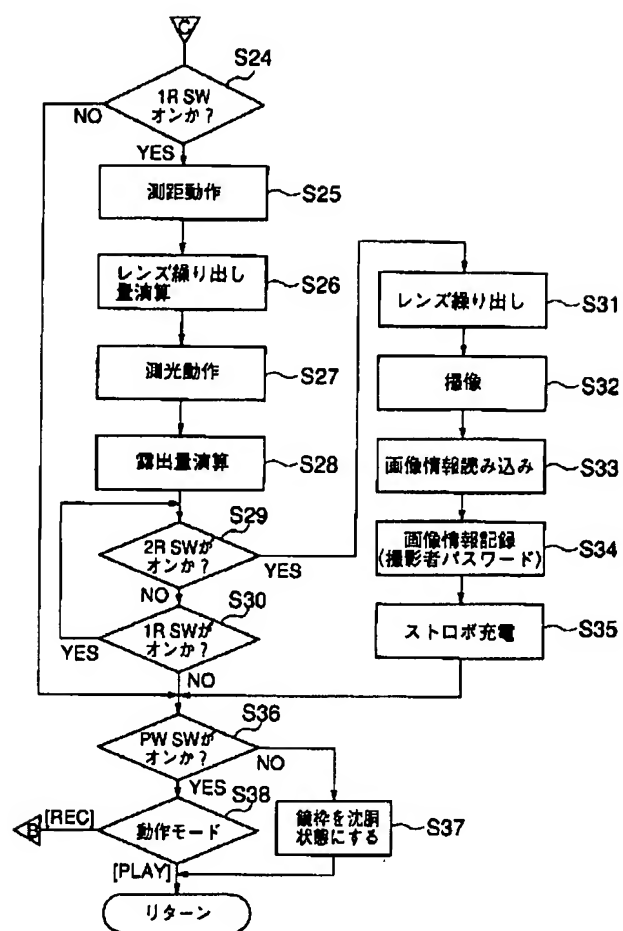 C
S24
1R SW
オンか?
NO
YES
測距動作
S25
レンズ繰り出し
量演算
S26
測光動作
S27
露出量演算
S28
S29
2R SWが
オンか?
YES
NO
S30
1R SWが
オンか?
YES
NO
レンズ繰り出し
S31
撮像
S32
画像情報読み込み
S33
画像情報記録
(撮影者パスワード)
S34
ストロボ充電
S35
S36
PW SWが
オンか?
NO
YES
S38
動作モード
[REC]
B
[PLAY]
鏡枠を沈胴
状態にする
S37
リターン